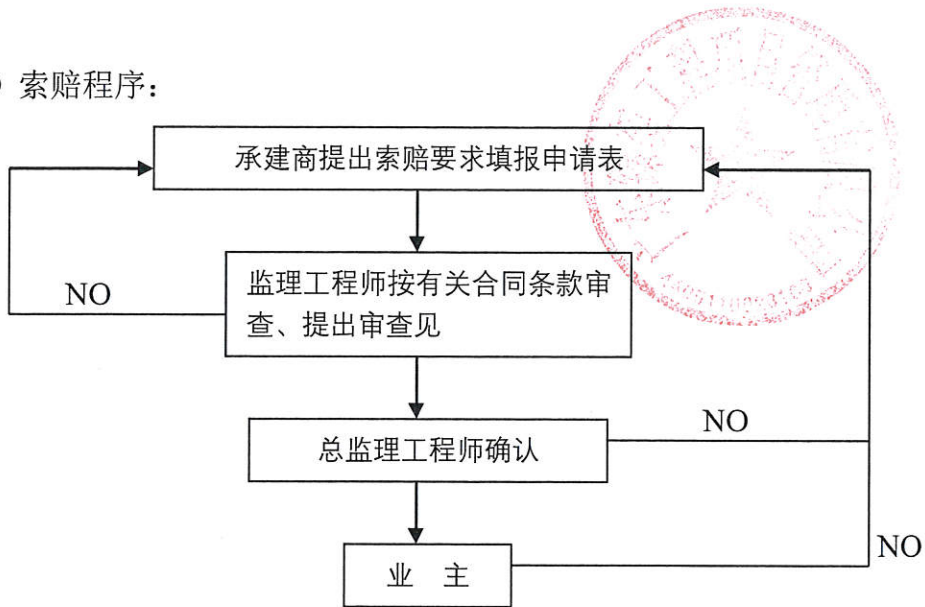 索赔程序：
承建商提出索赔要求填报申请表
监理工程师按有关合同条款审
查、提出审查见
NO
总监理工程师确认
NO
业 主
NO